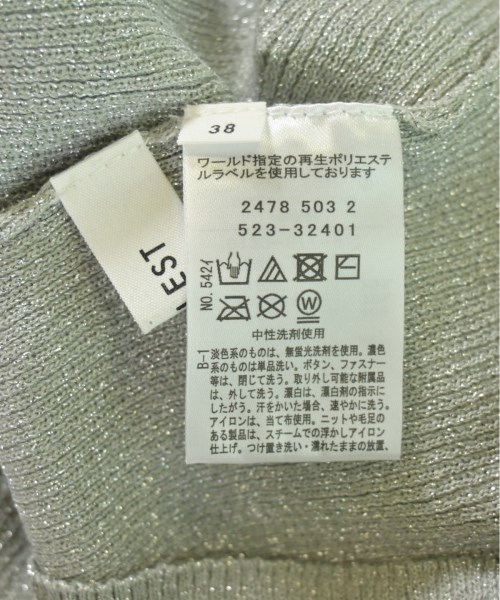 38
ワールド指定の再生ポリエステ
ルラベルを使用しております
2478 503 2
523-32401
NO.542イ
W
中性洗剤使用
B-1
淡色系のものは、無蛍光洗剤を使用。濃色
系のものは単品洗い。ボタン、ファスナー
等は、閉じて洗う。取り外し可能な附属品
は、外して洗う。漂白は、漂白剤の指示に
したがう。汗をかいた場合、速やかに洗う。
アイロンは、当て布使用。ニットや毛足の
ある製品は、スチームでの浮かしアイロン
仕上げ。つけ置き洗い・濡れたままの放置。
EST